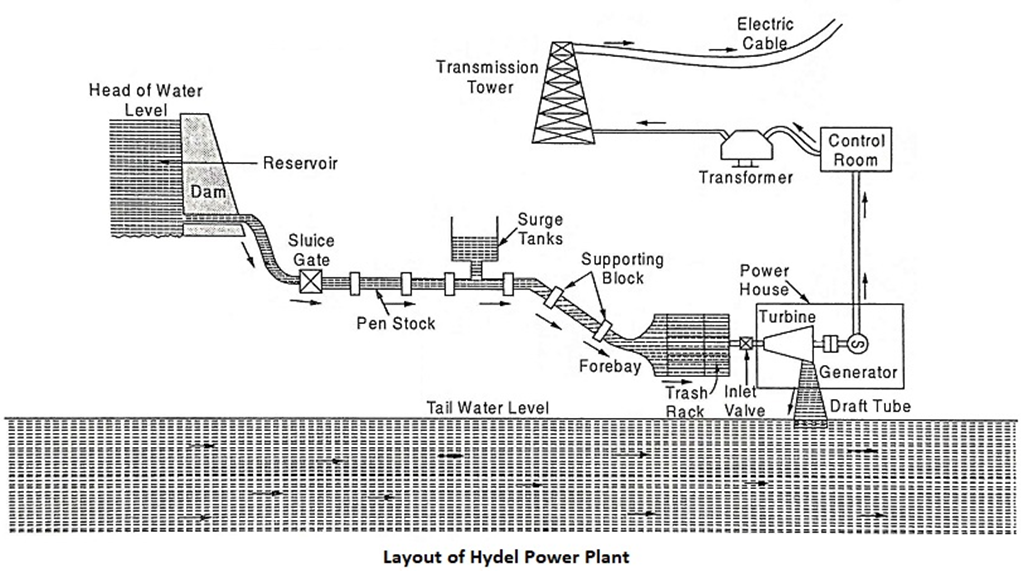 Electric
Cable
Transmission
Tower
Head of Water
Level
Control
Room
Reservoir
Transformer
Dam
Surge
Tanks
Sluice
Gate
Supporting
Block
Power
House
Pen Stock
Turbine
S
Forebay
Generator
Trash
Rack
Inlet
Valve
Draft Tube
Tail Water Level
Layout of Hydel Power Plant